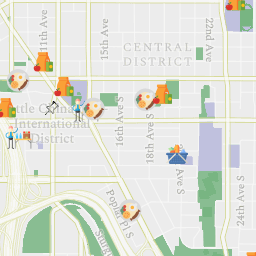 11th Ave
15th Ave
22nd Ave
CENTRAL
DISTRICT
International
District
16th Ave S
18th Ave S
Ave S
24th Ave S
Poplar Pl S